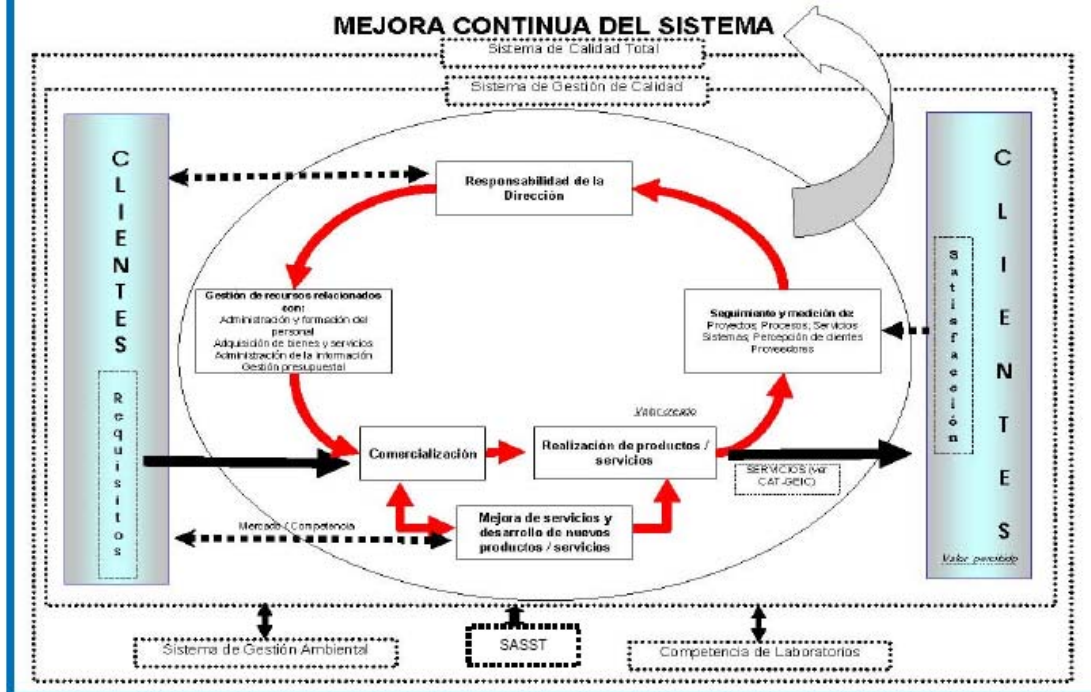 MEJORA CONTINUA DEL SISTEMA
Sistema de Calidad Total
Sistema de Gestión de Calidad
CLIENTES
Requisitos
Responsabilidad de la
Dirección
Gestión de recursos relacionados
con:
Administración y formación del
personal
Adquisición de bienes y servicios
Administración de la información
Gestión presupuestal
Seguimiento y medición de:
Proyectos; Procesos; Servicios
Sistemas; Percepción de clientes
Proveedores
CLIENTES
Satisfacción
Valor percibido
Valor creado
Comercialización
Realización de productos /
servicios
SERVICIOS (ver
CAT-GEIC)
Mercado / Competencia
Mejora de servicios y
desarrollo de nuevos
productos / servicios
Sistema de Gestión Ambiental
SASST
Competencia de Laboratorios